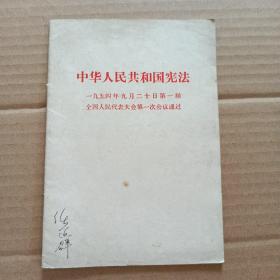 中华人民共和国宪法
一九五四年九月二十日第一届
全国人民代表大会第一次会议通过